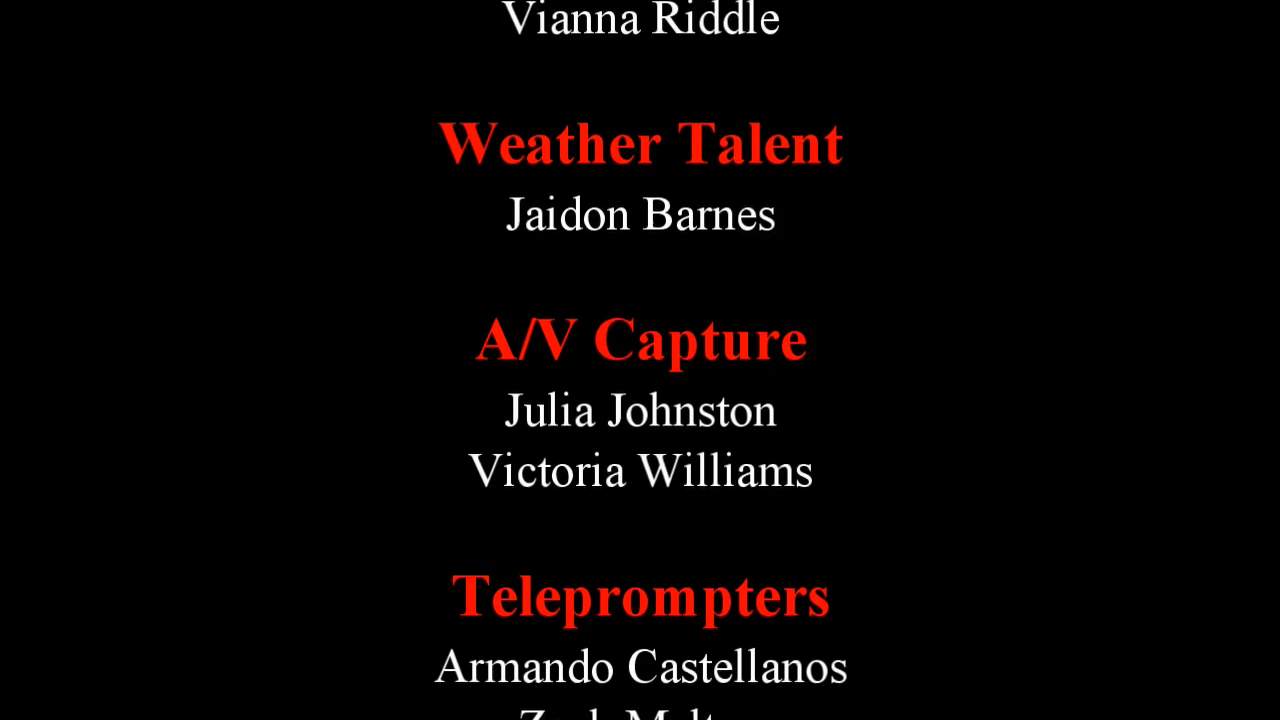 Vianna Riddle
Weather Talent
Jaidon Barnes
A/V Capture
Julia Johnston
Victoria Williams
Teleprompters
Armando Castellanos